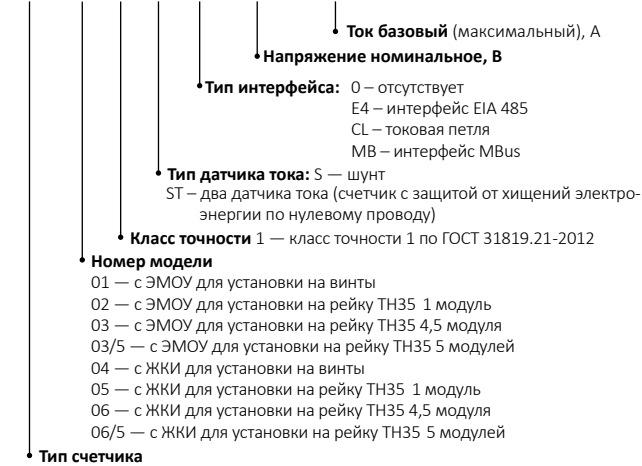 Ток базовый (максимальный), А
Напряжение номинальное, В
Тип интерфейса: 0 – отсутствует
E4 – интерфейс EIA 485
CL – токовая петля
MB – интерфейс MBus
Тип датчика тока: S — шунт
ST – два датчика тока (счетчик с защитой от хищений электро-
энергии по нулевому проводу)
Класс точности 1 — класс точности 1 по ГОСТ 31819.21-2012
Номер модели
01 — с ЭМОУ для установки на винты
02 — с ЭМОУ для установки на рейку ТН35 1 модуль
03 — с ЭМОУ для установки на рейку ТН35 4,5 модуля
03/5 — с ЭМОУ для установки на рейку ТН35 5 модулей
04 — с ЖКИ для установки на винты
05 — с ЖКИ для установки на рейку ТН35 1 модуль
06 — с ЖКИ для установки на рейку ТН35 4,5 модуля
06/5 — с ЖКИ для установки на рейку ТН35 5 модулей
Тип счетчика